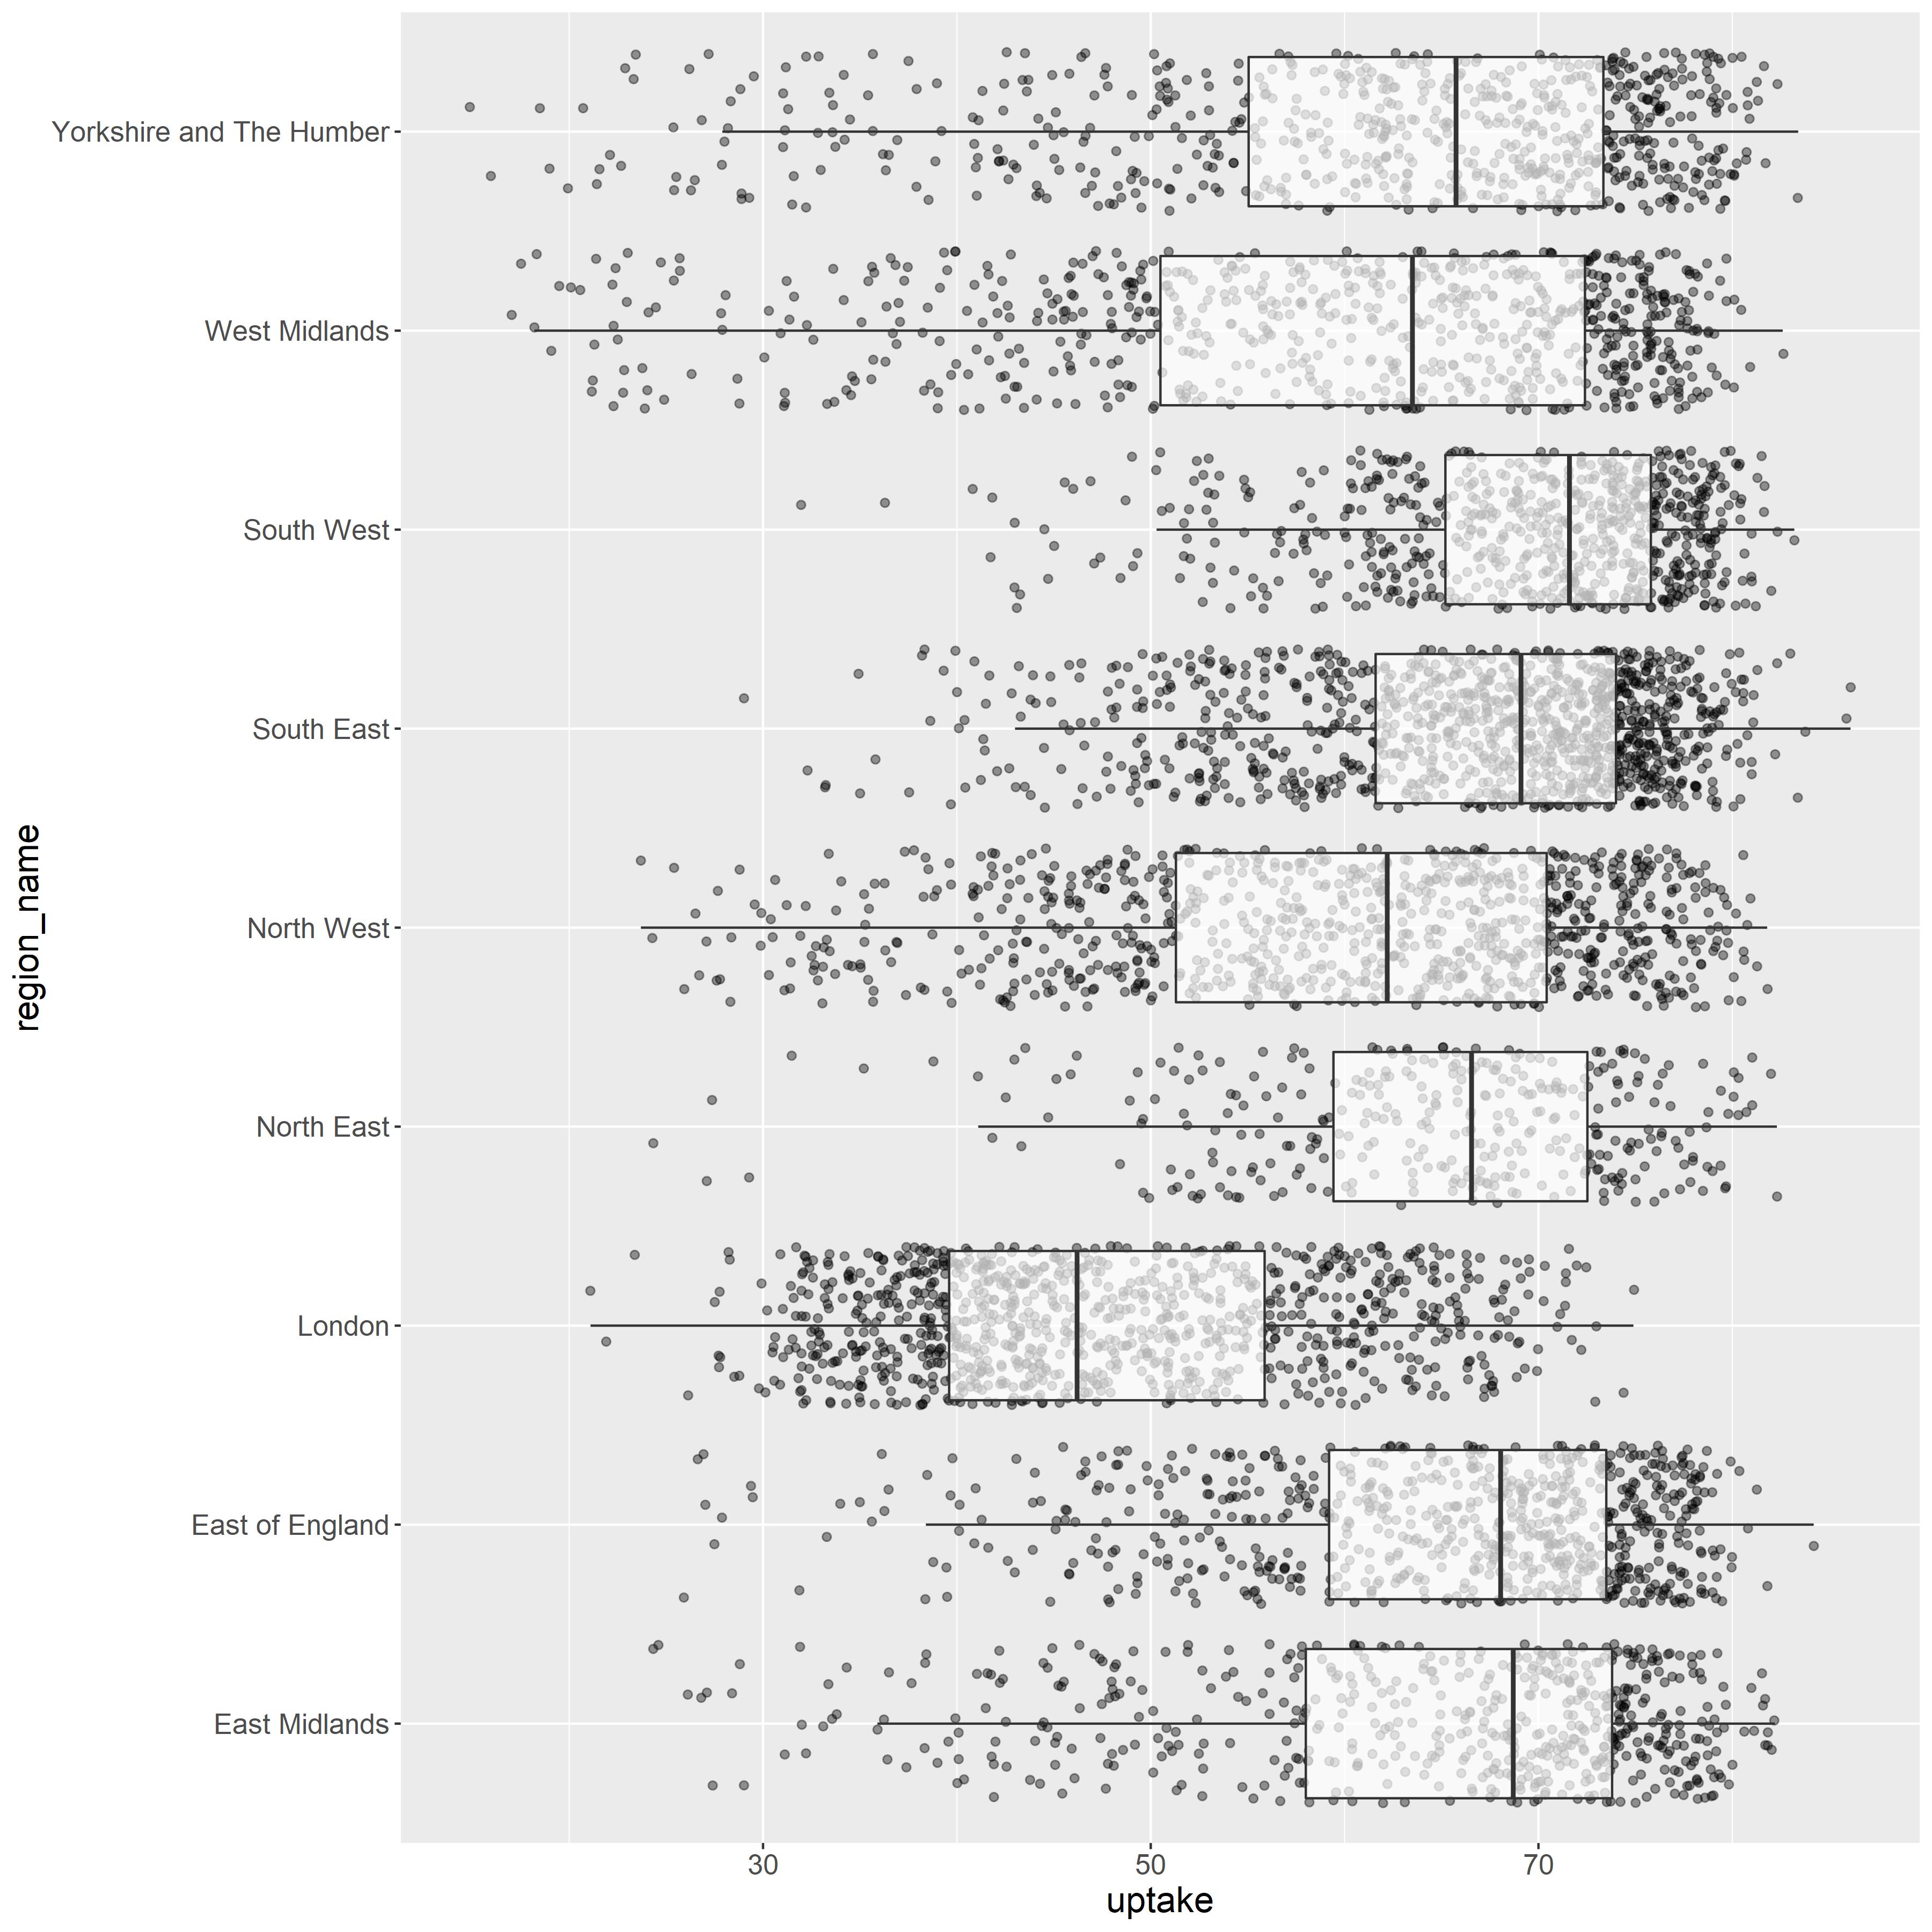 Yorkshire and The Humber
West Midlands
South West
South East
North West
North East
London
East of England
East Midlands
region_name
30 50 70
uptake